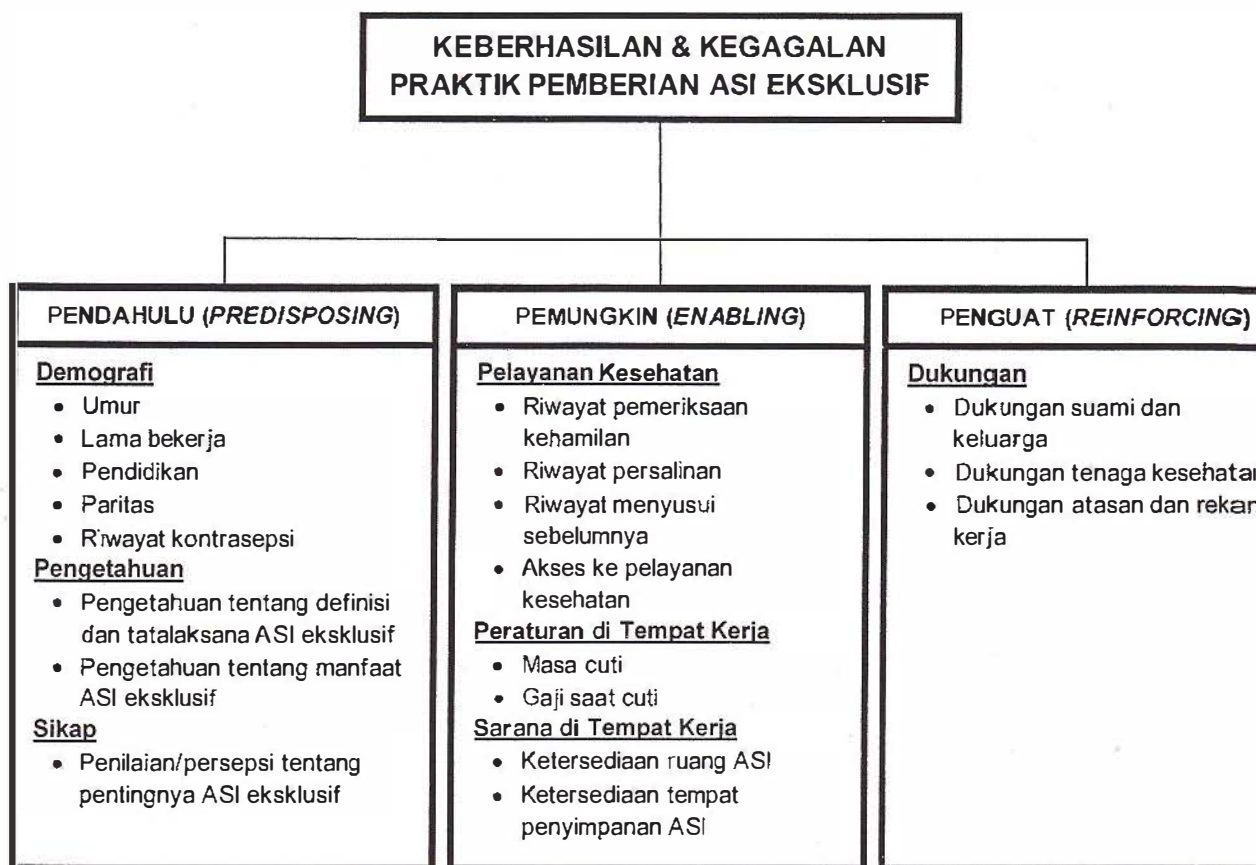 KEBERHASILAN & KEGAGALAN
PRAKTIK PEMBERIAN ASI EKSKLUSIF
PENDAHULU (PREDISPOSING)
Demografi
• Umur
• Lama bekerja
• Pendidikan
• Paritas
• Riwayat kontrasepsi
Pengetahuan
• Pengetahuan tentang definisi
dan tatalaksana ASI eksklusif
• Pengetahuan tentang manfaat
ASI eksklusif
Sikap
• Penilaian/persepsi tentang
pentingnya ASI eksklusif
PEMUNGKIN (ENABLING)
Pelayanan Kesehatan
• Riwayat pemeriksaan
kehamilan
• Riwayat persalinan
• Riwayat menyusui
sebelumnya
• Akses ke pelayanan
kesehatan
Peraturan di Tempat Kerja
• Masa cuti
• Gaji saat cuti
Sarana di Tempat Kerja
• Ketersediaan ruang ASI
• Ketersediaan tempat
penyimpanan ASI
PENGUAT (REINFORCING)
Dukungan
• Dukungan suami dan
keluarga
• Dukungan tenaga kesehatan
• Dukungan atasan dan rekan
kerja